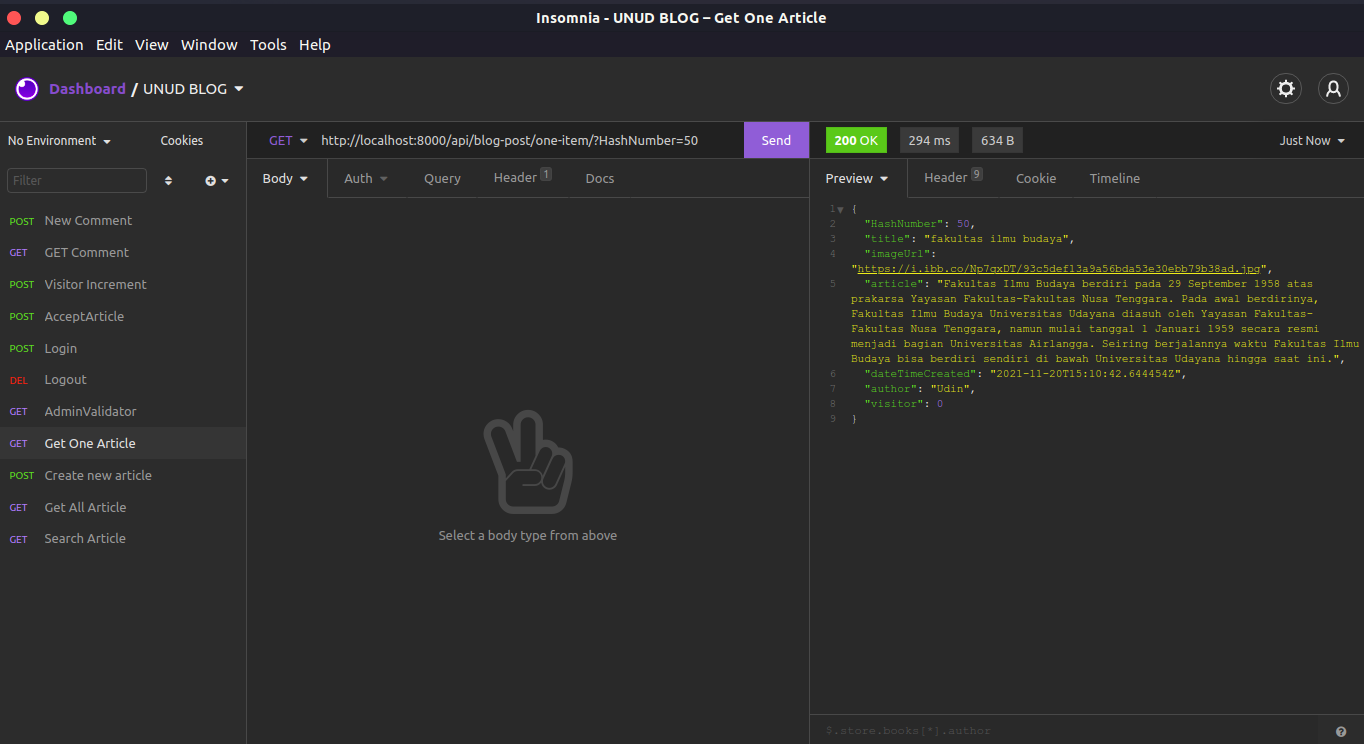 Insomnia - UNUD BLOG – Get One Article
Application Edit View Window Tools Help
Dashboard / UNUD BLOG
No Environment Cookies
GET http://localhost:8000/api/blog-post/one-item/?HashNumber=50 Send
200 OK 294 ms 634 B Just Now
Filter
Body Auth Query Header 1 Docs
Preview Header 9 Cookie Timeline
POST New Comment
GET GET Comment
POST Visitor Increment
POST AcceptArticle
POST Login
DEL Logout
GET AdminValidator
GET Get One Article
POST Create new article
GET Get All Article
GET Search Article
Select a body type from above
1 {
2 "HashNumber": 50,
3 "title": "fakultas ilmu budaya",
4 "imageUrl":
"https://i.ibb.co/Np7gxDT/93c5def13a9a56bda53e30ebb79b38ad.jpg",
5 "article": "Fakultas Ilmu Budaya berdiri pada 29 September 1958 atas
prakarsa Yayasan Fakultas-Fakultas Nusa Tenggara. Pada awal berdirinya,
Fakultas Ilmu Budaya Universitas Udayana diasuh oleh Yayasan Fakultas-
Fakultas Nusa Tenggara, namun mulai tanggal 1 Januari 1959 secara resmi
menjadi bagian Universitas Airlangga. Seiring berjalannya waktu Fakultas Ilmu
Budaya bisa berdiri sendiri di bawah Universitas Udayana hingga saat ini.",
6 "dateTimeCreated": "2021-11-20T15:10:42.644454Z",
7 "author": "Udin",
8 "visitor": 0
9 }
$.store.books[*].author